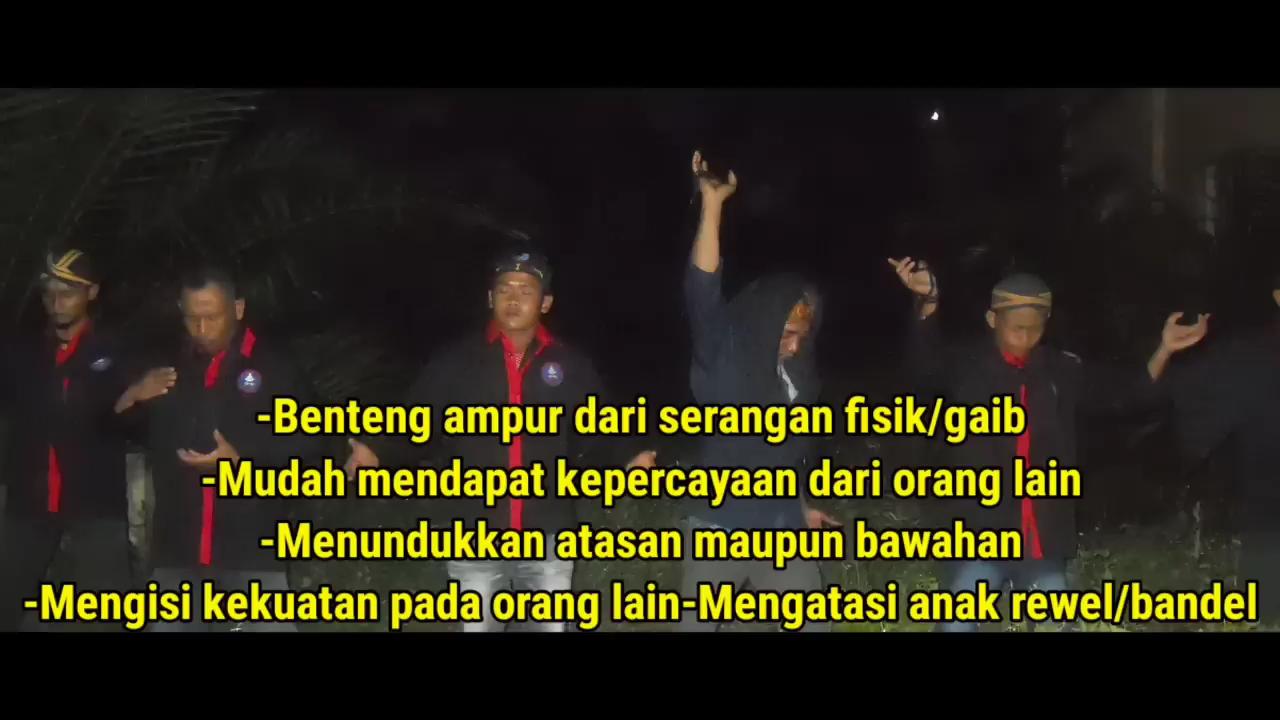 -Benteng ampur dari serangan fisik/gaib
-Mudah mendapat kepercayaan dari orang lain
-Menundukkan atasan maupun bawahan
-Mengisi kekuatan pada orang lain-Mengatasi anak rewel/bandel